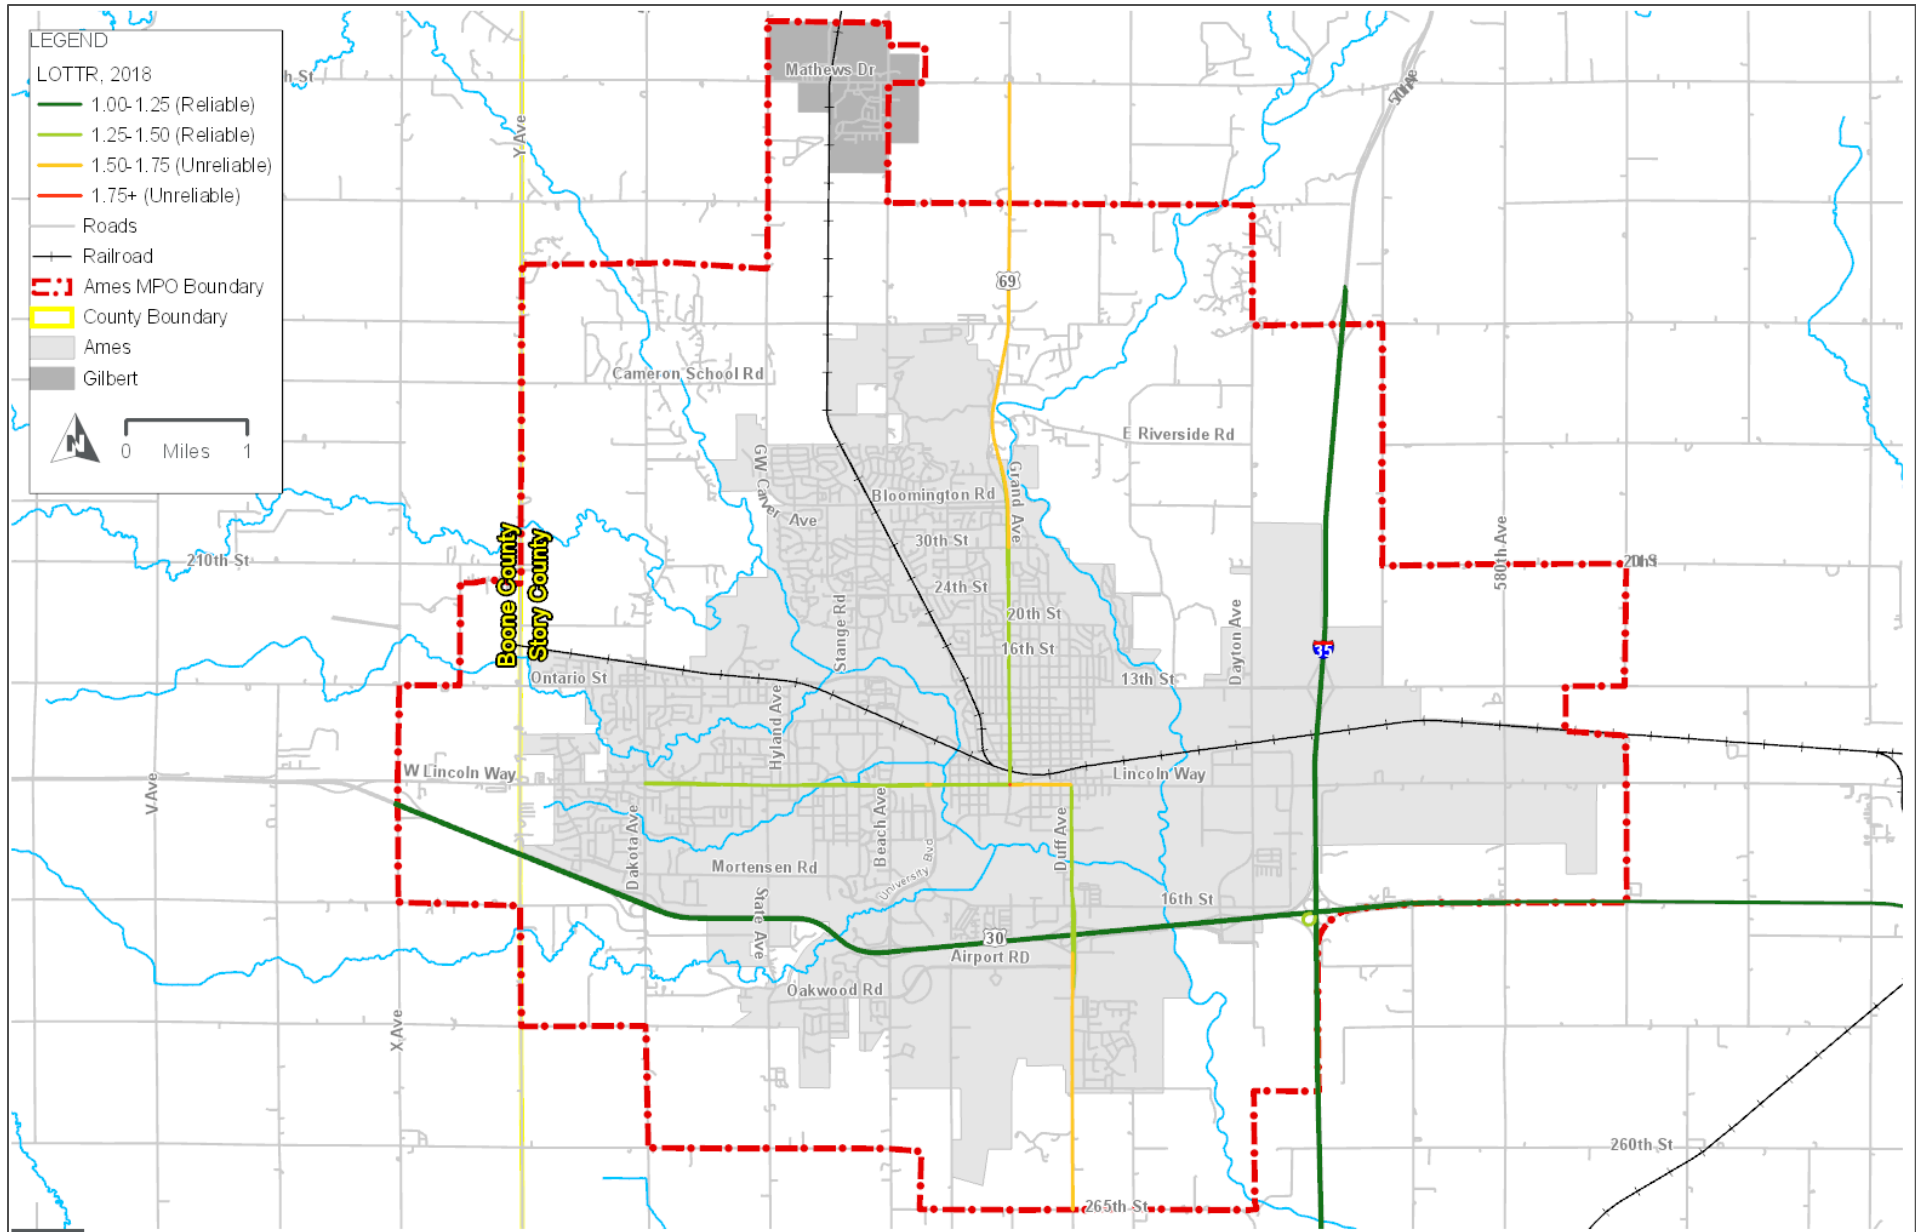 LEGEND
LOTTR, 2018
1.00-1.25 (Reliable)
1.25-1.50 (Reliable)
1.50-1.75 (Unreliable)
1.75+ (Unreliable)
Roads
Railroad
Ames MPO Boundary
County Boundary
Ames
Gilbert
N
0 Miles 1
h St
Mathews Dr
Y Ave
69
Cameron School Rd
E Riverside Rd
GW Carver Ave
Bloomington Rd
Grand Ave
30th St
210th St
Boone County
Story County
580th Ave
24th St
20th St
Stange Rd
16th St
Dayton Ave
35
Ontario St
13th St
Hyland Ave
W Lincoln Way
Lincoln Way
V Ave
Dakota Ave
Beach Ave
Duff Ave
Mortensen Rd
University Blvd
State Ave
16th St
30
Airport RD
Oakwood Rd
X Ave
260th St
265th St